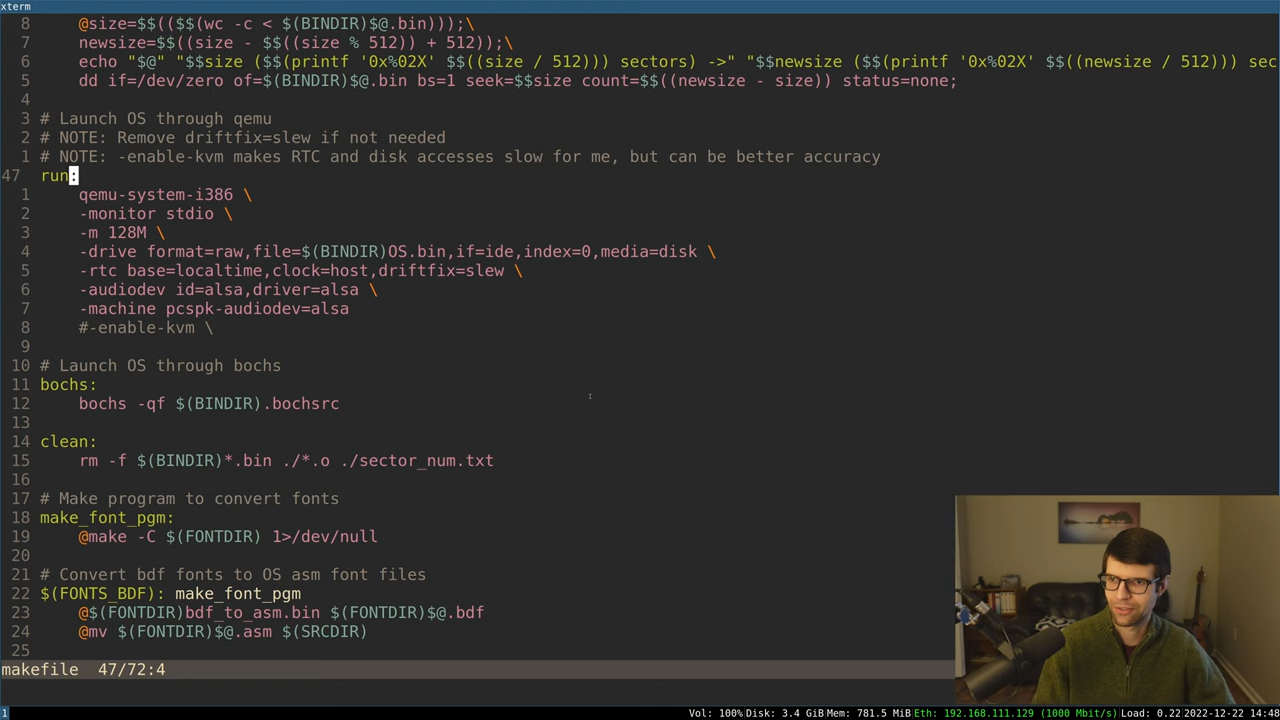 xterm
8 @size=$$(($$(wc -c < $(BINDIR)$@.bin)));\
7 newsize=$$((size - $$((size % 512)) + 512));\
6 echo "$@" "$$size ($$(printf '0x%02X' $$((size / 512))) sectors) ->" "$$newsize ($$(printf '0x%02X' $$((newsize / 512))) sec
5 dd if=/dev/zero of=$(BINDIR)$@.bin bs=1 seek=$$size count=$$((newsize - size)) status=none;
4
3 # Launch OS through qemu
2 # NOTE: Remove driftfix=slew if not needed
1 # NOTE: -enable-kvm makes RTC and disk accesses slow for me, but can be better accuracy
47 run:
1 qemu-system-i386 \
2 -monitor stdio \
3 -m 128M \
4 -drive format=raw,file=$(BINDIR)OS.bin,if=ide,index=0,media=disk \
5 -rtc base=localtime,clock=host,driftfix=slew \
6 -audiodev id=alsa,driver=alsa \
7 -machine pcspk-audiodev=alsa
8 #-enable-kvm \
9
10 # Launch OS through bochs
11 bochs:
12 bochs -qf $(BINDIR).bochsrc
13
14 clean:
15 rm -f $(BINDIR)*.bin ./*.o ./sector_num.txt
16
17 # Make program to convert fonts
18 make_font_pgm:
19 @make -C $(FONTDIR) 1>/dev/null
20
21 # Convert bdf fonts to OS asm font files
22 $(FONTS_BDF): make_font_pgm
23 @$(FONTDIR)bdf_to_asm.bin $(FONTDIR)$@.bdf
24 @mv $(FONTDIR)$@.asm $(SRCDIR)
25
makefile 47/72:4
1 Vol: 100% Disk: 3.4 GiB Mem: 781.5 MiB Eth: 192.168.111.129 (1000 Mbit/s) Load: 0.22 2022-12-22 14:48